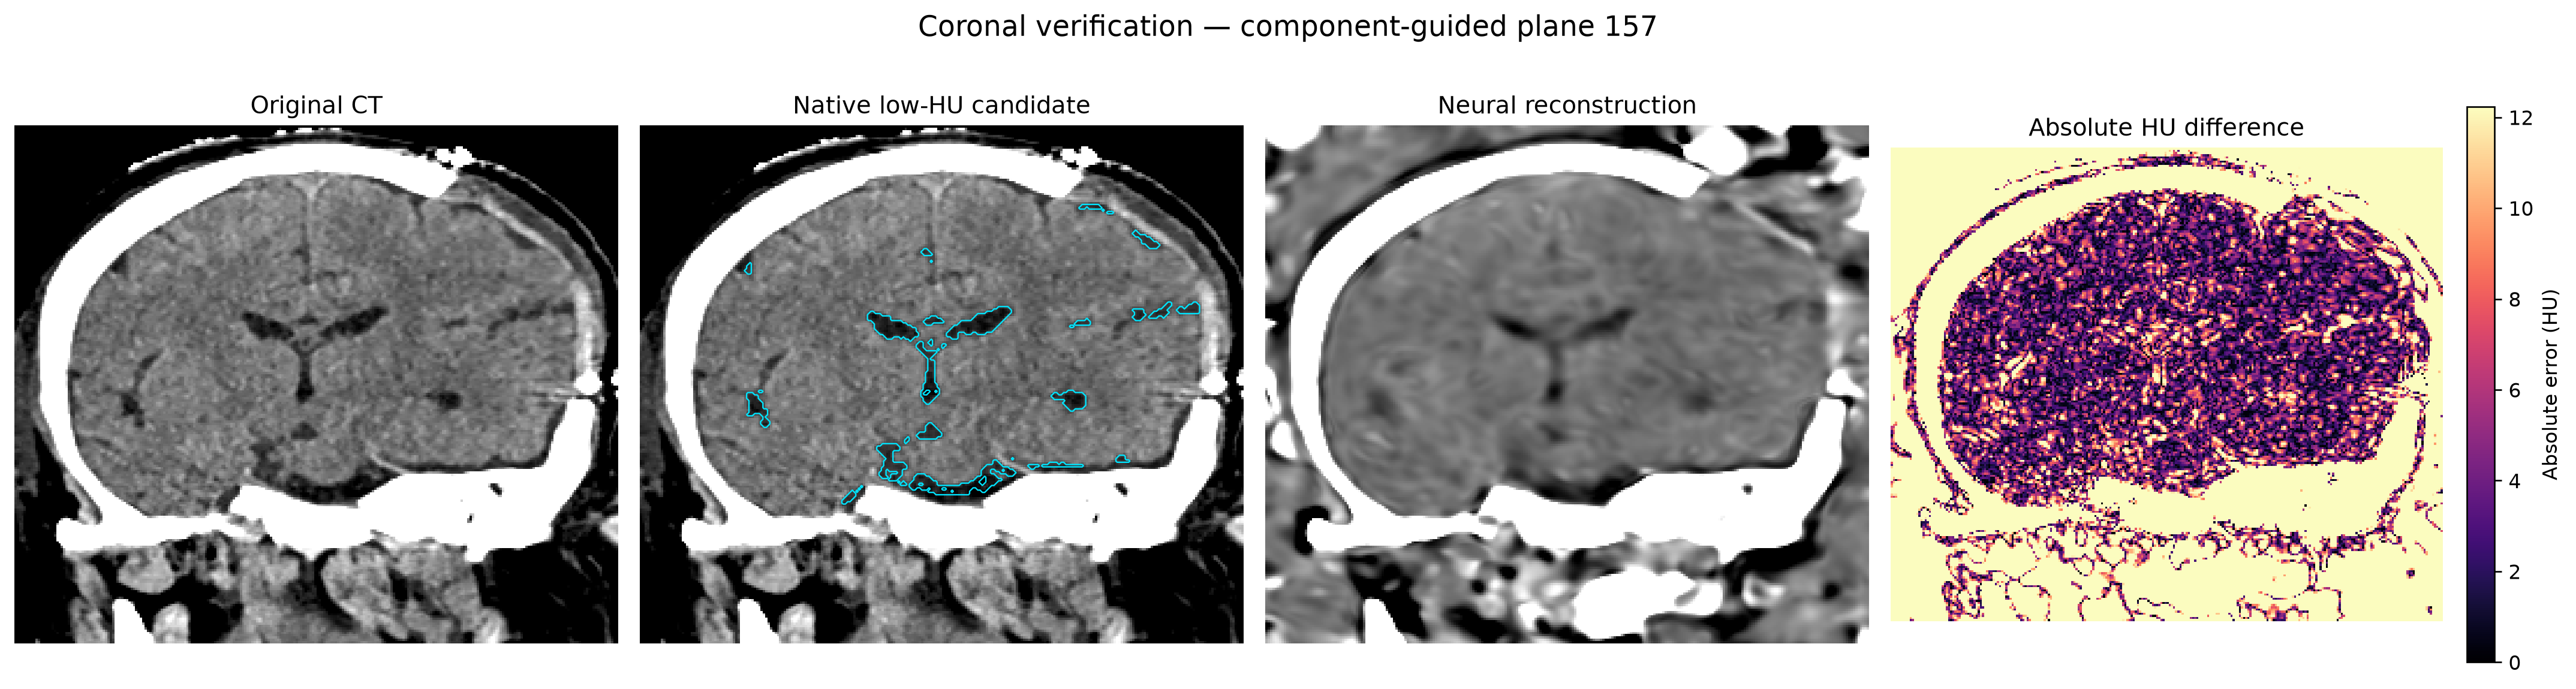 Coronal verification — component-guided plane 157
Original CT
Native low-HU candidate
Neural reconstruction
Absolute HU difference
12
10
8
6
4
2
0
Absolute error (HU)